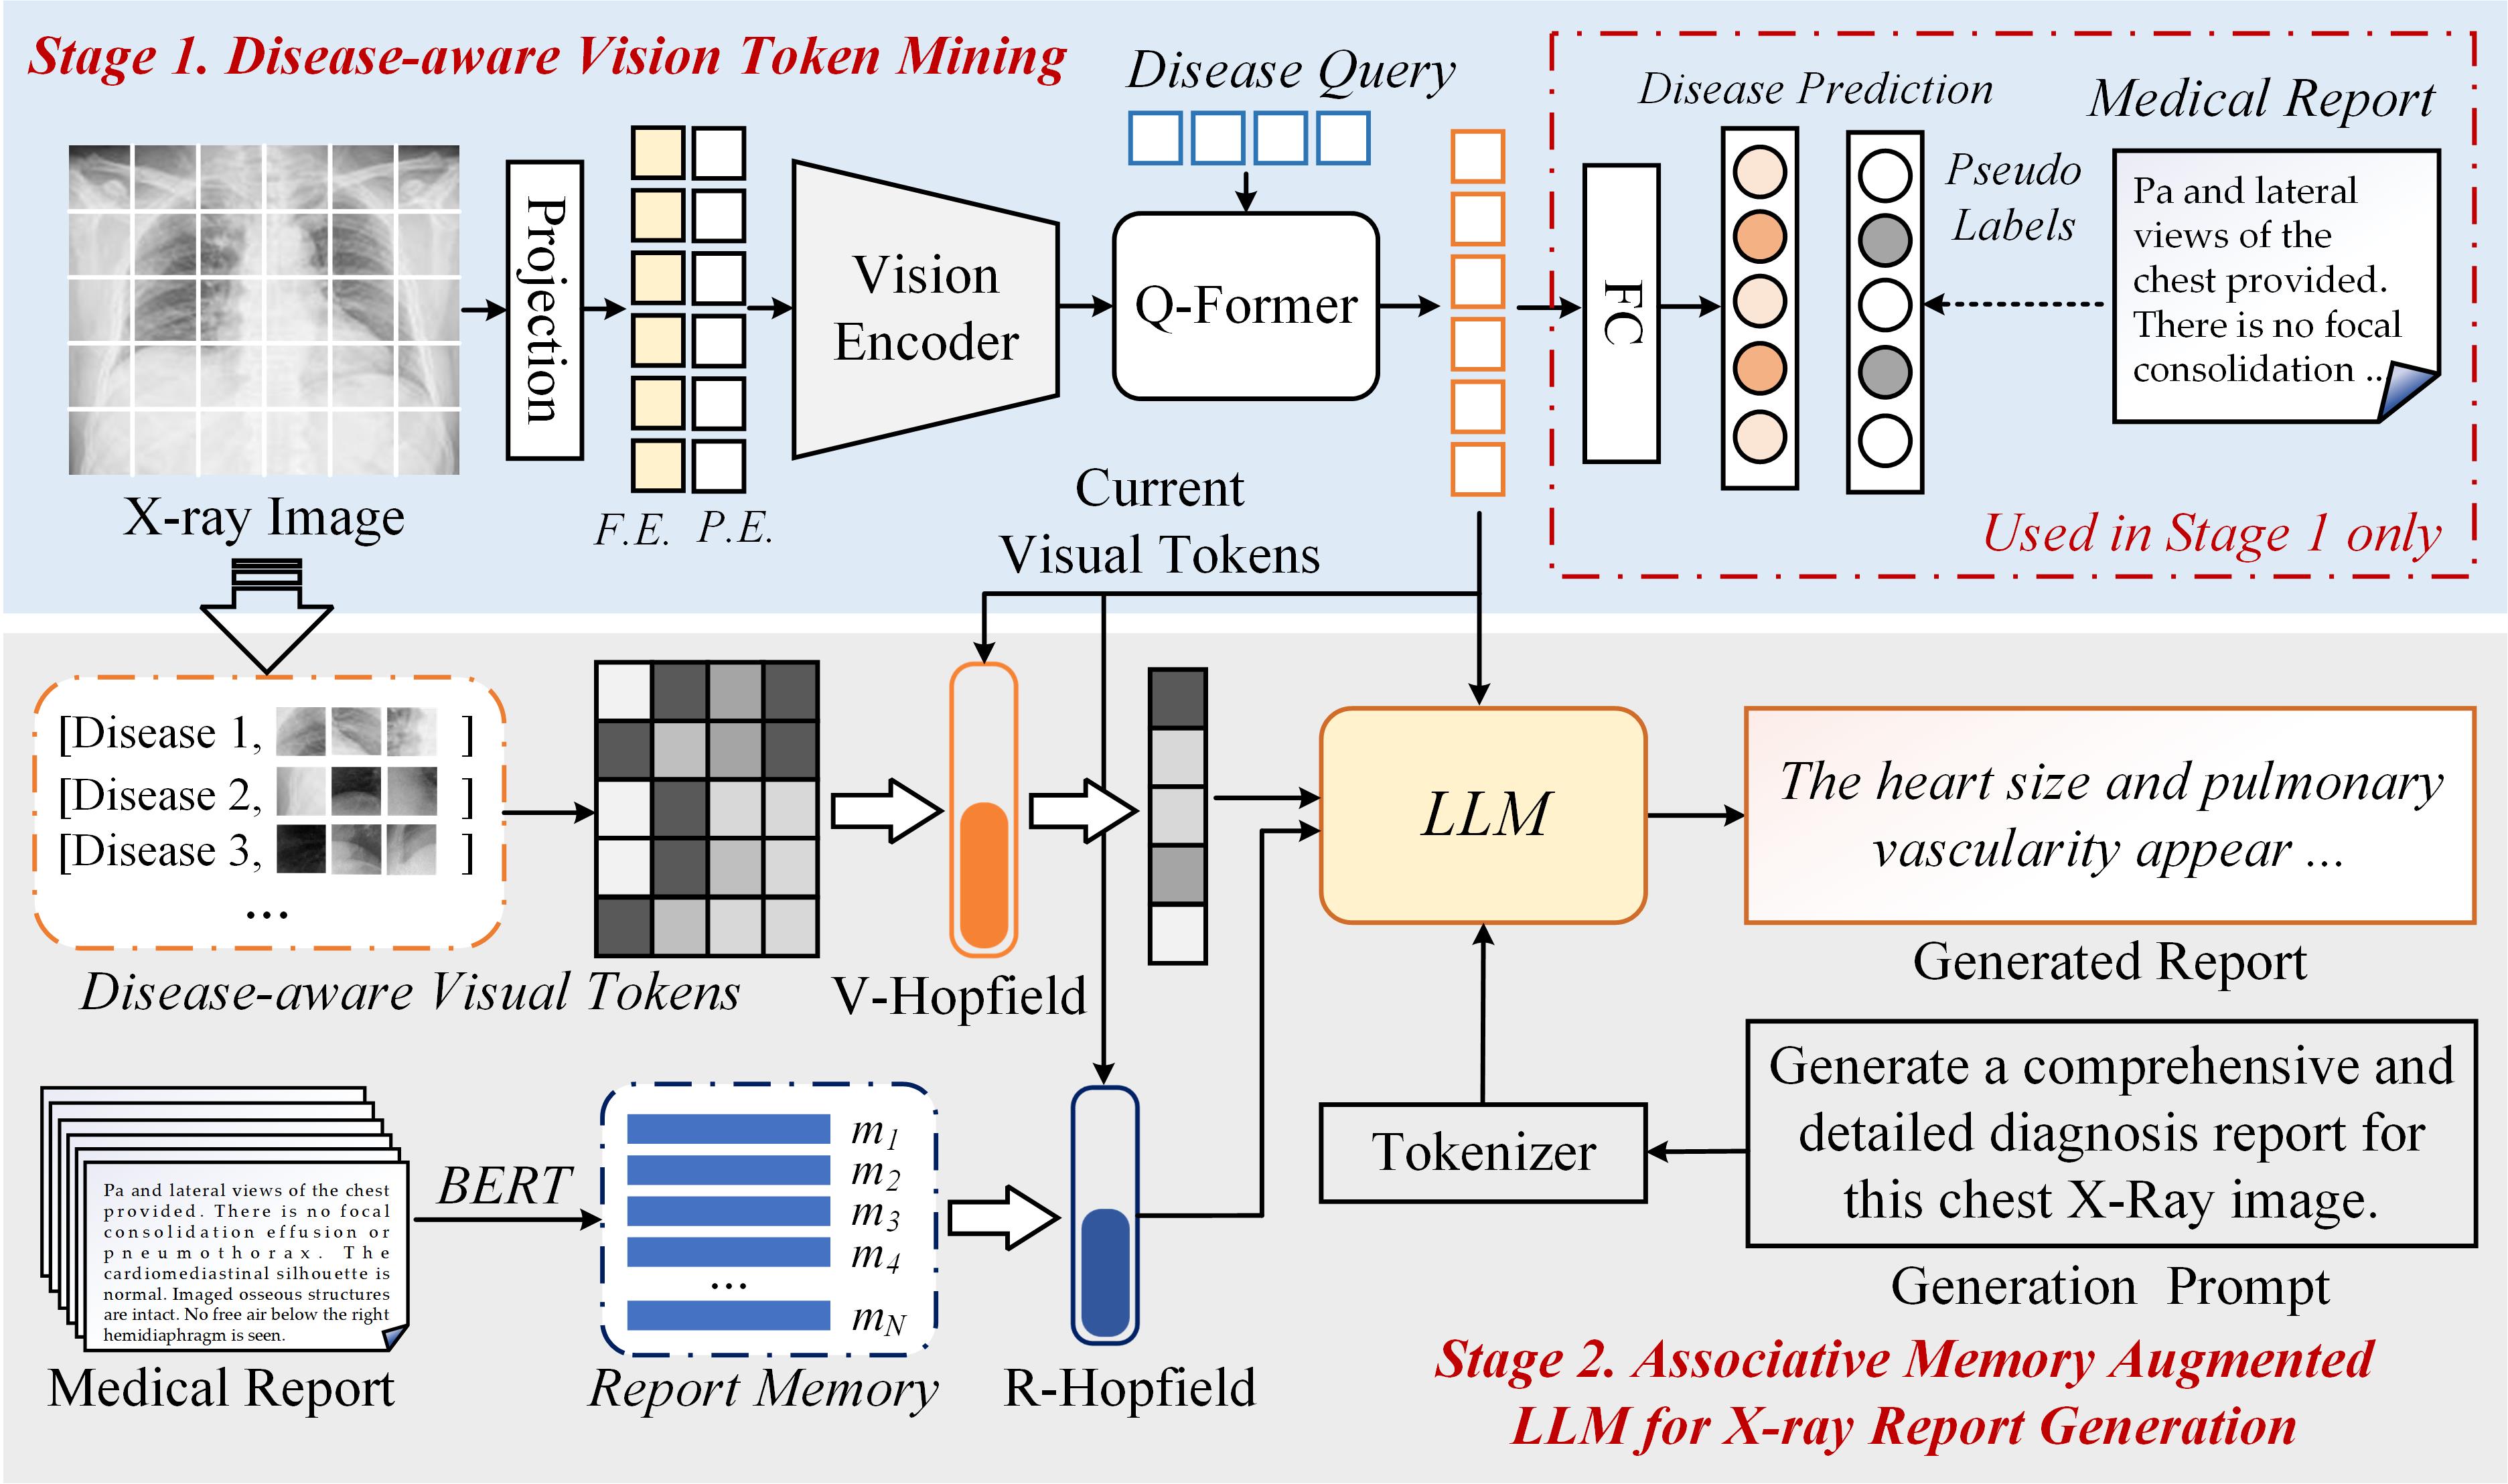 Stage 1. Disease-aware Vision Token Mining
Disease Query
Disease Prediction
Medical Report
Pseudo
Labels
Pa and lateral
views of the
chest provided.
There is no focal
consolidation ..
Projection
Vision
Encoder
Q-Former
FC
X-ray Image
F.E.
P.E.
Current
Visual Tokens
Used in Stage 1 only
[Disease 1, ]
[Disease 2, ]
[Disease 3, ]
...
Disease-aware Visual Tokens
V-Hopfield
LLM
The heart size and pulmonary
vascularity appear ...
Generated Report
Pa and lateral views of the chest
provided. There is no focal
consolidation effusion or
pneumothorax. The
cardiomediastinal silhouette is
normal. Imaged osseous structures
are intact. No free air below the right
hemidiaphragm is seen.
Medical Report
BERT
m1
m2
m3
m4
...
mN
Report Memory
R-Hopfield
Tokenizer
Generate a comprehensive and
detailed diagnosis report for
this chest X-Ray image.
Generation Prompt
Stage 2. Associative Memory Augmented
LLM for X-ray Report Generation